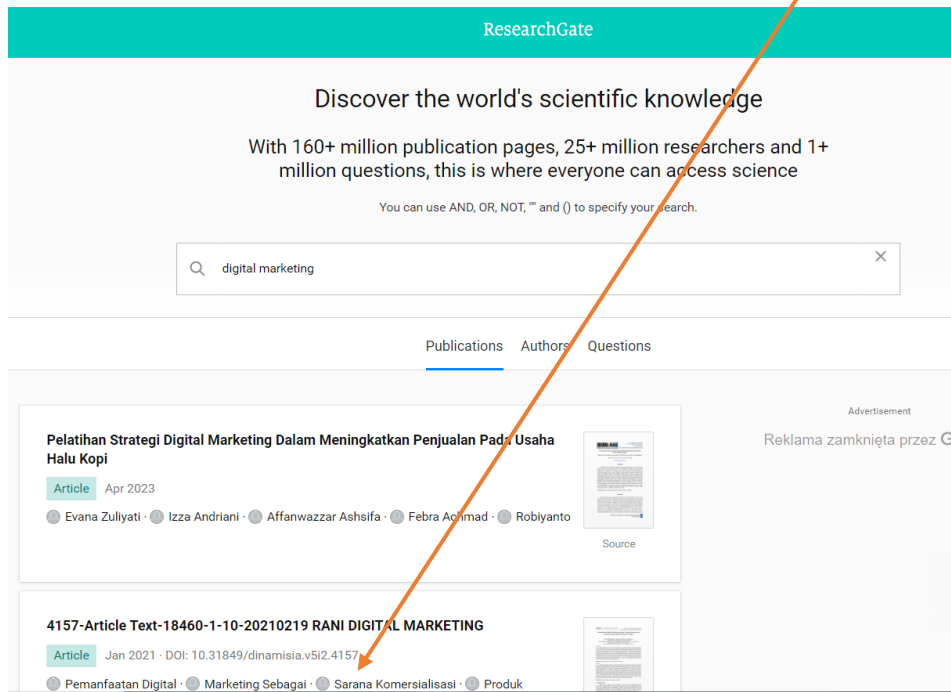 ResearchGate
Discover the world's scientific knowledge
With 160+ million publication pages, 25+ million researchers and 1+
million questions, this is where everyone can access science
You can use AND, OR, NOT, "" and () to specify your search.
digital marketing
Publications Authors Questions
Advertisement
Reklama zamknięta przez G
Pelatihan Strategi Digital Marketing Dalam Meningkatkan Penjualan Pada Usaha
Halu Kopi
Article Apr 2023
Evana Zuliyati · Izza Andriani · Affanwazzar Ashsifa · Febra Achmad · Robiyanto
Source
4157-Article Text-18460-1-10-20210219 RANI DIGITAL MARKETING
Article Jan 2021 · DOI: 10.31849/dinamisia.v5i2.4157
Pemanfaatan Digital · Marketing Sebagai · Sarana Komersialisasi · Produk